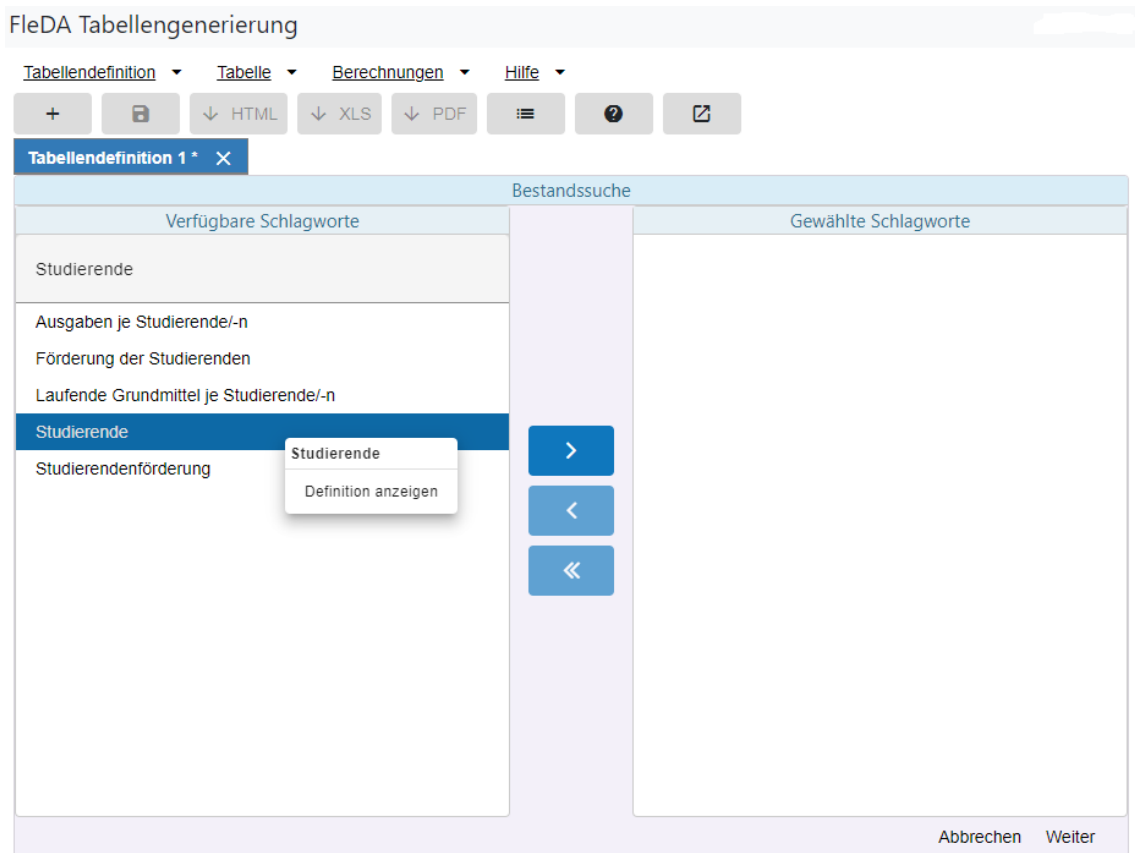 FleDA Tabellengenerierung
Tabellendefinition Tabelle Berechnungen Hilfe
+ HTML XLS PDF
Tabellendefinition 1 *
Bestandssuche
Verfügbare Schlagworte
Gewählte Schlagworte
Studierende
Ausgaben je Studierende/-n
Förderung der Studierenden
Laufende Grundmittel je Studierende/-n
Studierende
Studierendenförderung
Studierende
Definition anzeigen
Abbrechen Weiter